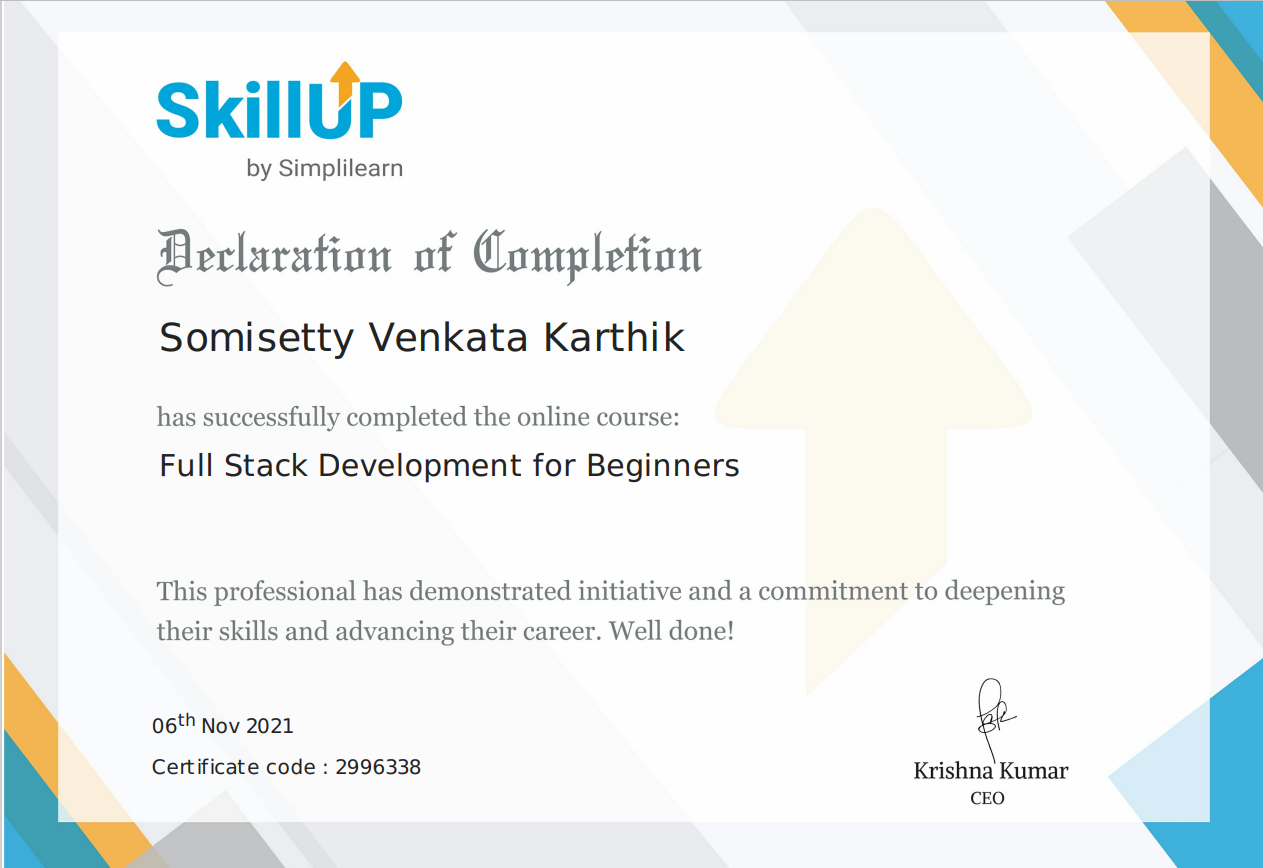 SkillUP
by Simplilearn
Declaration of Completion
Somisetty Venkata Karthik
has successfully completed the online course:
Full Stack Development for Beginners
This professional has demonstrated initiative and a commitment to deepening
their skills and advancing their career. Well done!
06th Nov 2021
Certificate code : 2996338
Krishna Kumar
CEO